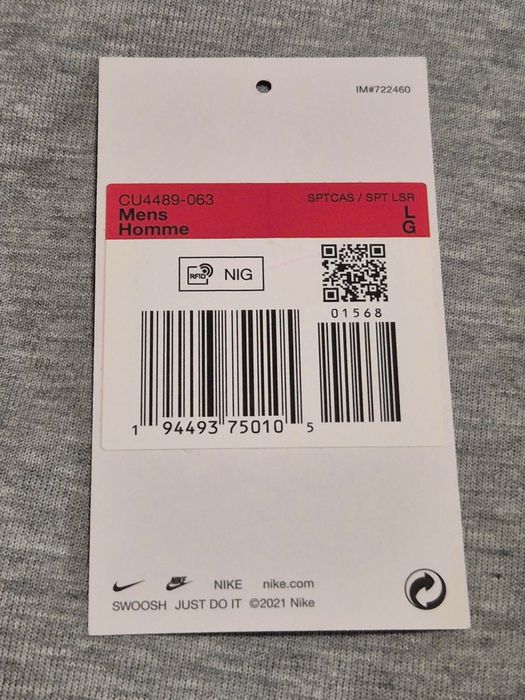 IM#722460
CU4489-063 SPTCAS / SPT LSR
Mens L
Homme G
RFID NIG
01568
1 94493 75010 5
NIKE NIKE nike.com
SWOOSH JUST DO IT ©2021 Nike